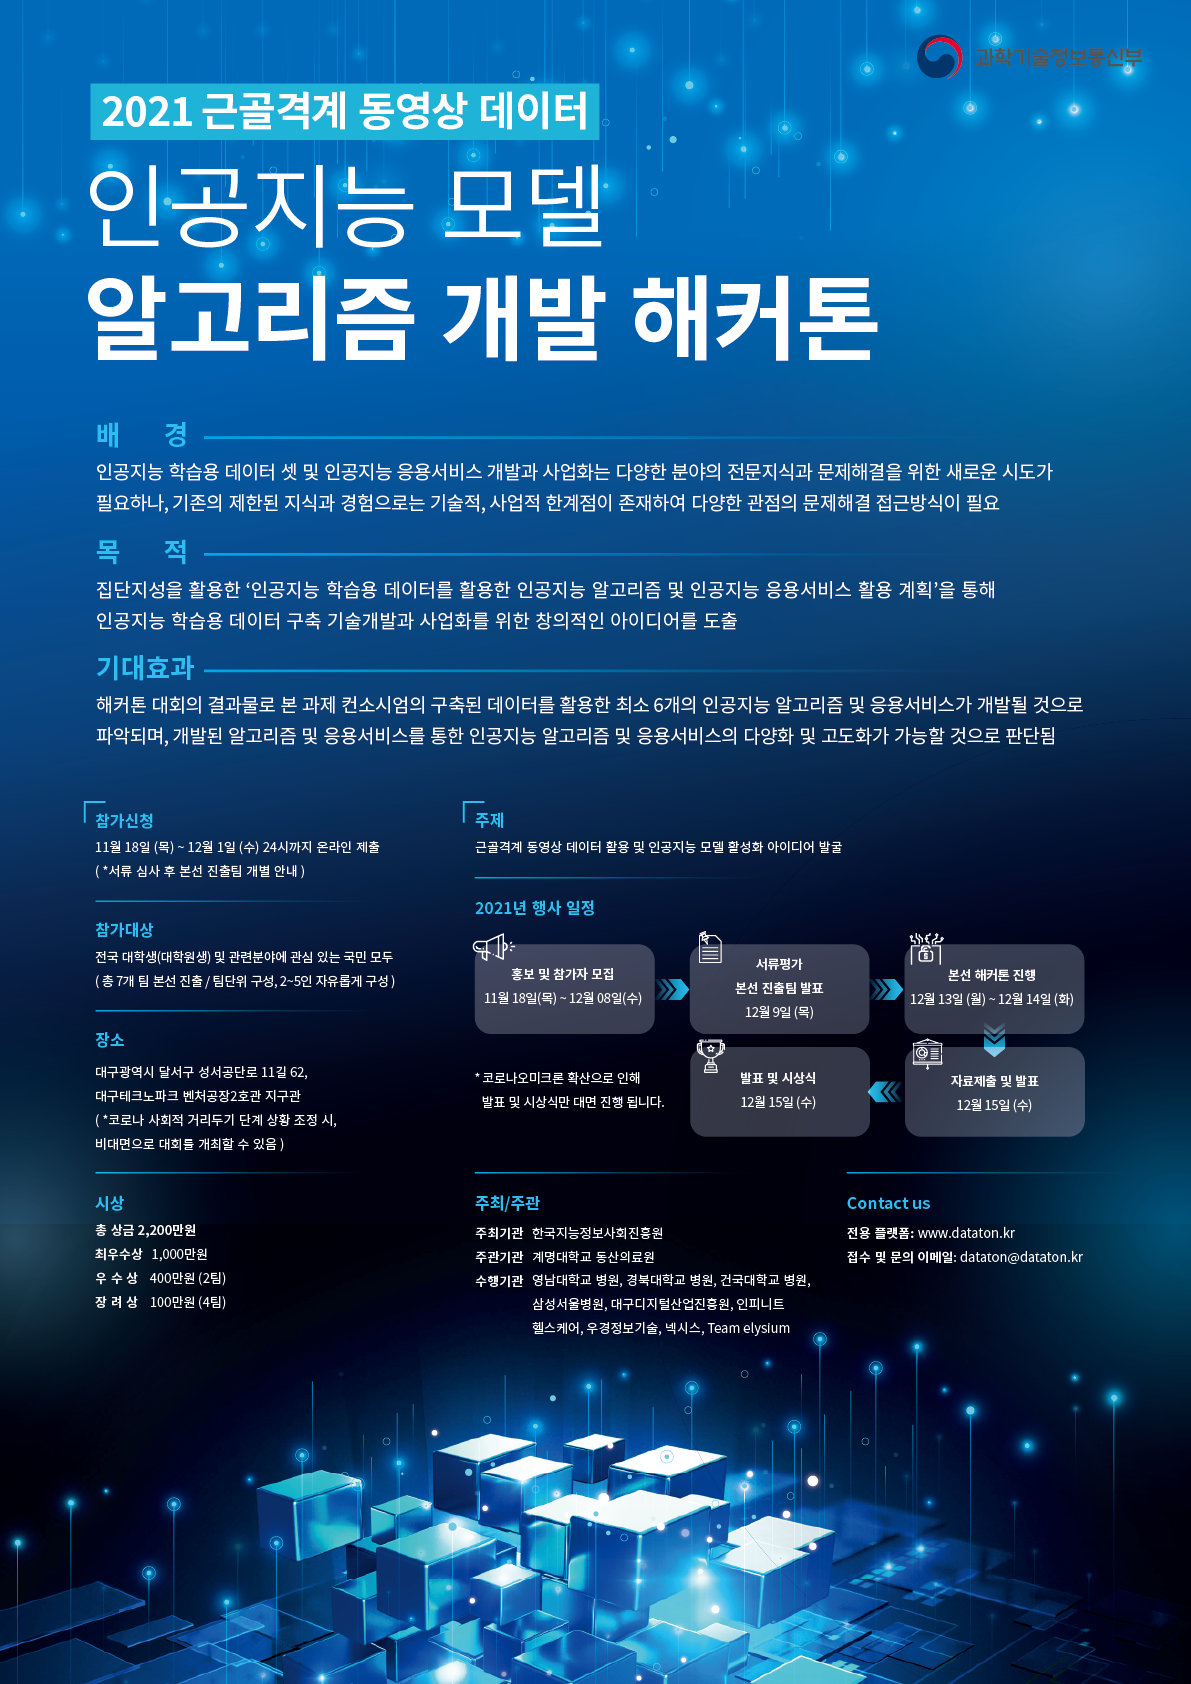 과학기술정보통신부
2021 근골격계 동영상 데이터
인공지능 모델
알고리즘 개발 해커톤
배 경
인공지능 학습용 데이터 셋 및 인공지능 응용서비스 개발과 사업화는 다양한 분야의 전문지식과 문제해결을 위한 새로운 시도가
필요하나, 기존의 제한된 지식과 경험으로는 기술적, 사업적 한계점이 존재하여 다양한 관점의 문제해결 접근방식이 필요
목 적
집단지성을 활용한 ‘인공지능 학습용 데이터를 활용한 인공지능 알고리즘 및 인공지능 응용서비스 활용 계획’을 통해
인공지능 학습용 데이터 구축 기술개발과 사업화를 위한 창의적인 아이디어를 도출
기대효과
해커톤 대회의 결과물로 본 과제 컨소시엄의 구축된 데이터를 활용한 최소 6개의 인공지능 알고리즘 및 응용서비스가 개발될 것으로
파악되며, 개발된 알고리즘 및 응용서비스를 통한 인공지능 알고리즘 및 응용서비스의 다양화 및 고도화가 가능할 것으로 판단됨
참가신청
11월 18일 (목) ~ 12월 1일 (수) 24시까지 온라인 제출
( *서류 심사 후 본선 진출팀 개별 안내 )
참가대상
전국 대학생(대학원생) 및 관련분야에 관심 있는 국민 모두
( 총 7개 팀 본선 진출 / 팀단위 구성, 2~5인 자유롭게 구성 )
장소
대구광역시 달서구 성서공단로 11길 62,
대구테크노파크 벤처공장2호관 지구관
( *코로나 사회적 거리두기 단계 상황 조정 시,
비대면으로 대회를 개최할 수 있음 )
시상
총 상금 2,200만원
최우수상 1,000만원
우 수 상 400만원 (2팀)
장 려 상 100만원 (4팀)
주제
근골격계 동영상 데이터 활용 및 인공지능 모델 활성화 아이디어 발굴
2021년 행사 일정
홍보 및 참가자 모집
11월 18일(목) ~ 12월 08일(수)
서류평가
본선 진출팀 발표
12월 9일 (목)
본선 해커톤 진행
12월 13일 (월) ~ 12월 14일 (화)
자료제출 및 발표
12월 15일 (수)
발표 및 시상식
12월 15일 (수)
* 코로나오미크론 확산으로 인해
발표 및 시상식만 대면 진행 됩니다.
주최/주관
주최기관 한국지능정보사회진흥원
주관기관 계명대학교 동산의료원
수행기관 영남대학교 병원, 경북대학교 병원, 건국대학교 병원,
삼성서울병원, 대구디지털산업진흥원, 인피니트
헬스케어, 우경정보기술, 넥시스, Team elysium
Contact us
전용 플랫폼: www.dataton.kr
접수 및 문의 이메일: dataton@dataton.kr